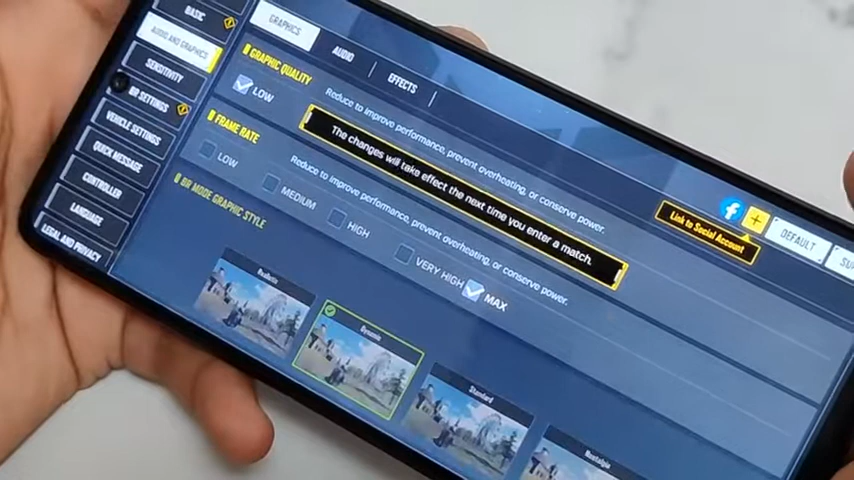 BASIC
AUDIO AND GRAPHICS
SENSITIVITY
BR SETTINGS
VEHICLE SETTINGS
QUICK MESSAGE
CONTROLLER
LANGUAGE
LEGAL AND PRIVACY
GRAPHICS
AUDIO
EFFECTS
GRAPHIC QUALITY
Reduce to improve performance, prevent overheating, or conserve power.
LOW
The changes will take effect the next time you enter a match.
FRAME RATE
Reduce to improve performance, prevent overheating, or conserve power.
LOW
MEDIUM
HIGH
VERY HIGH
MAX
BR MODE GRAPHIC STYLE
Realistic
Dynamic
Standard
Nostalgic
Link to Social Account
DEFAULT